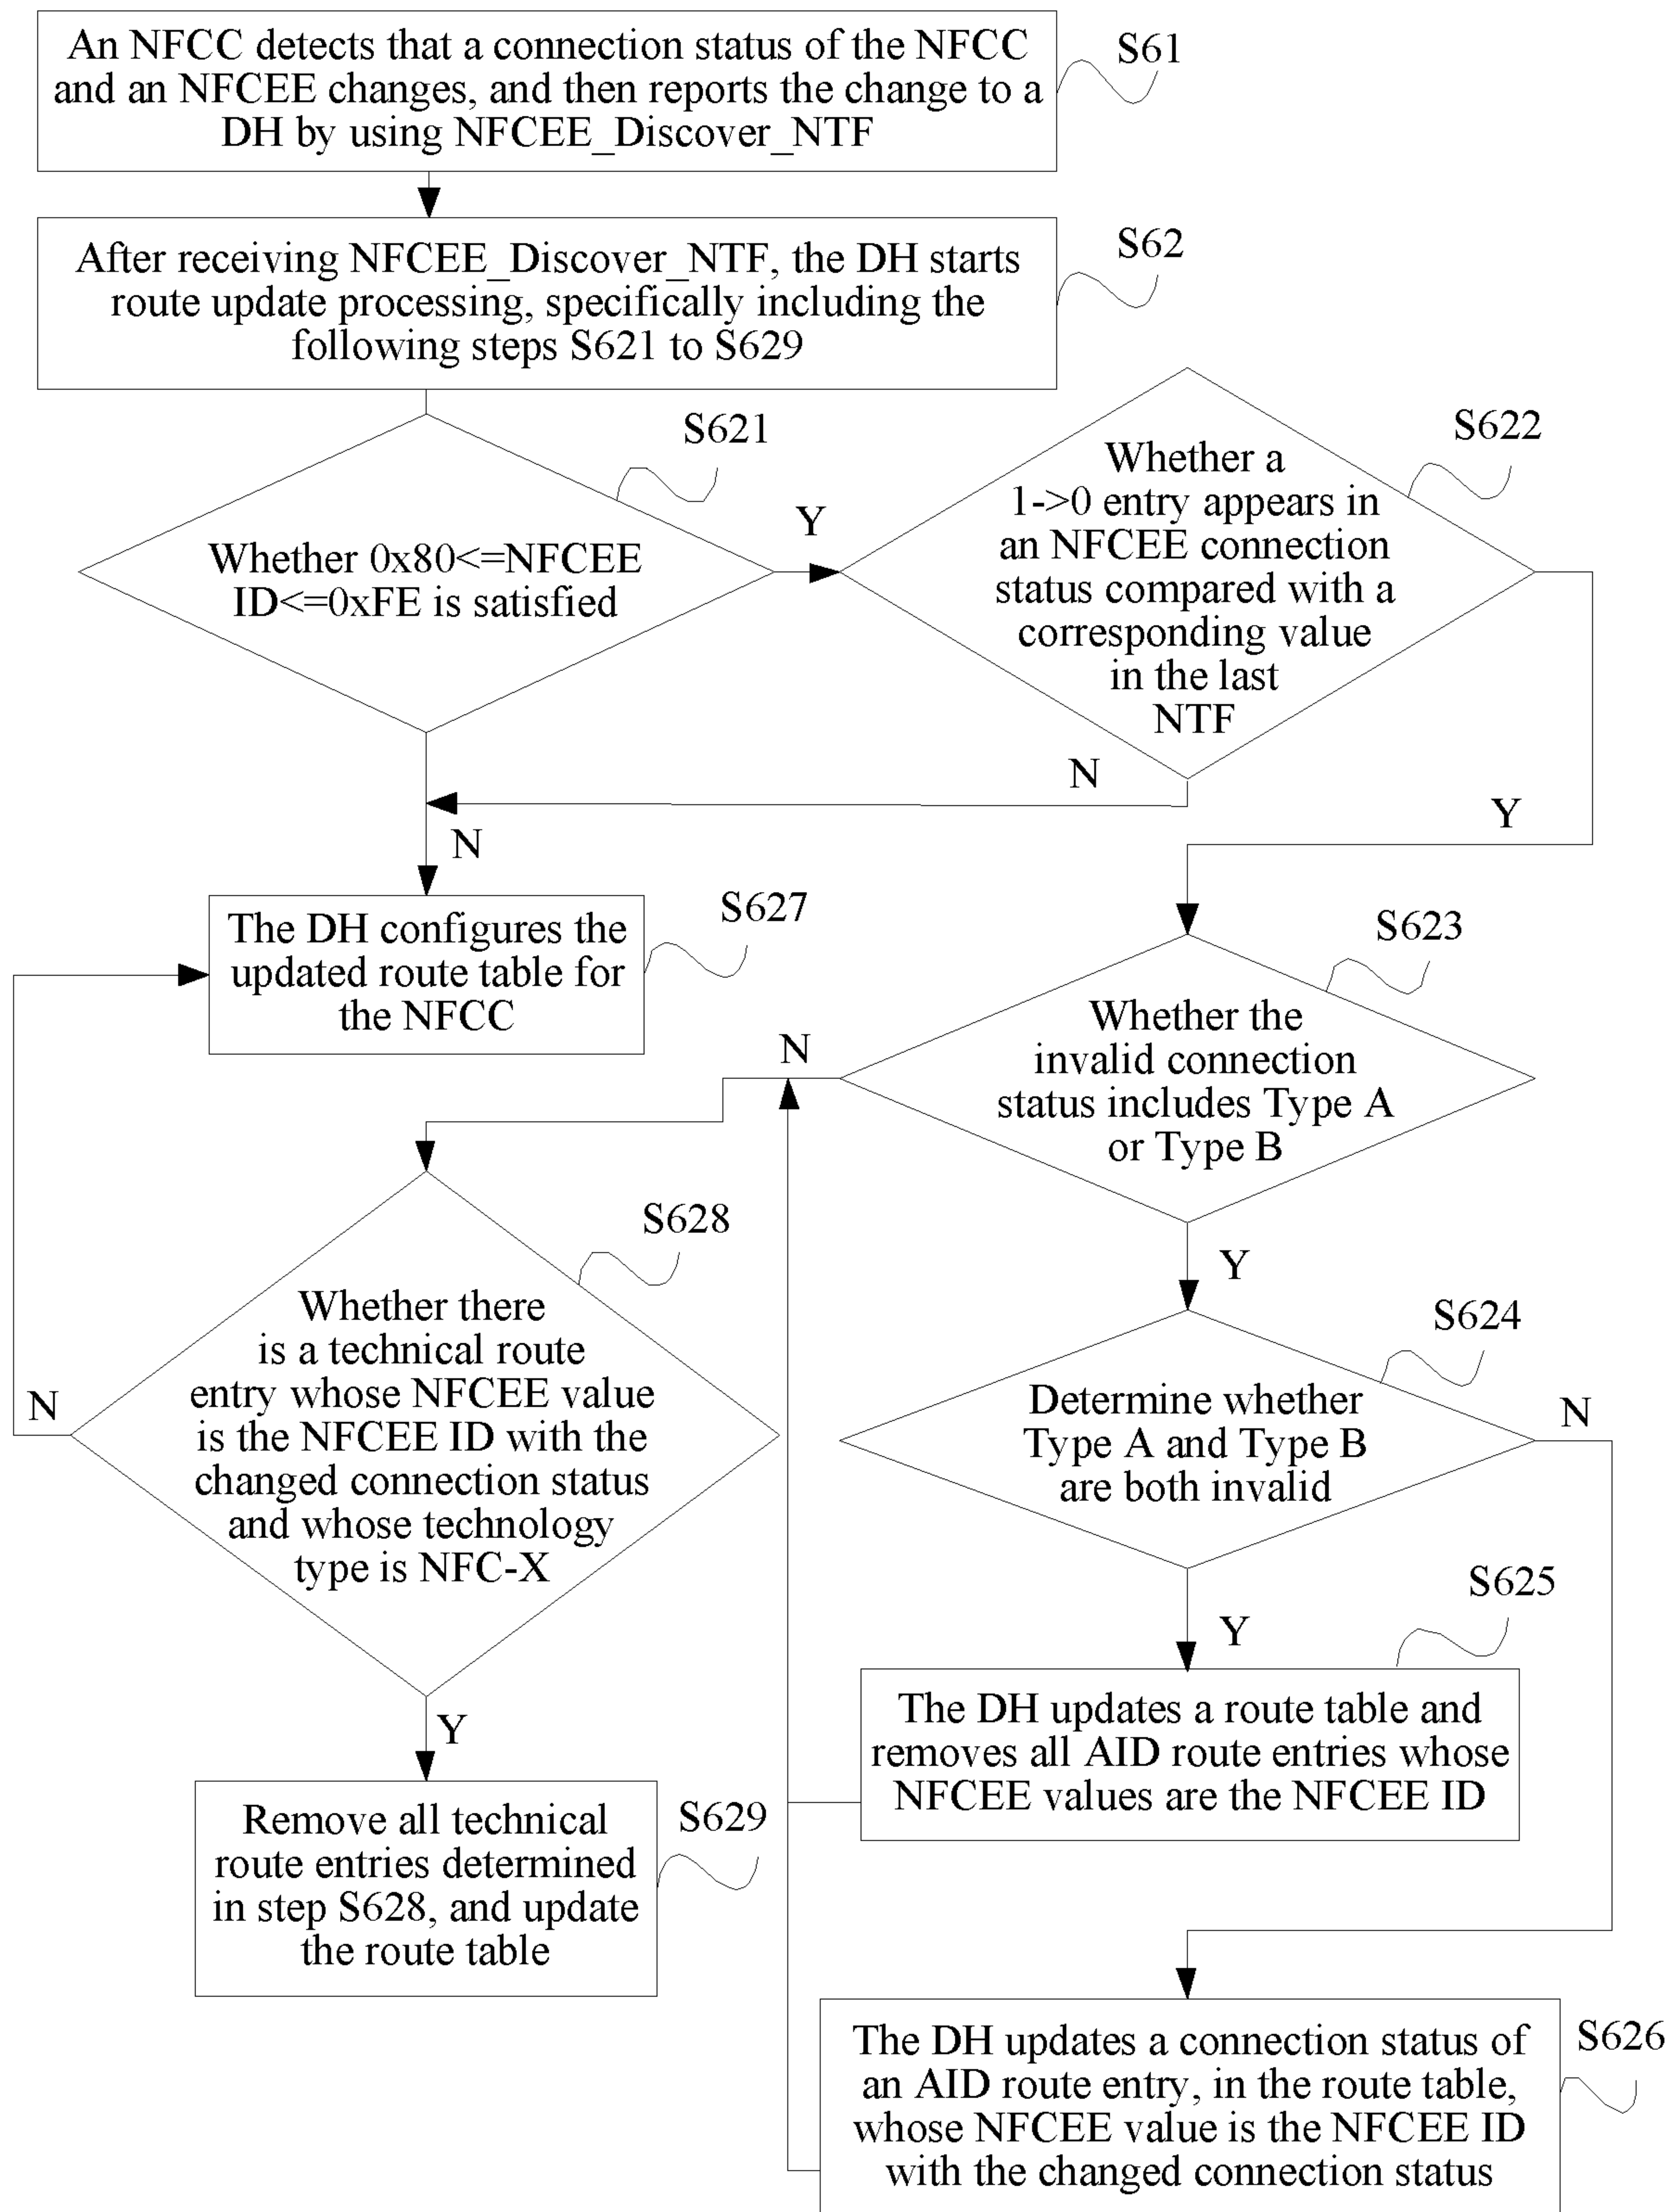 An NFCC detects that a connection status of the NFCC
and an NFCEE changes, and then reports the change to a
DH by using NFCEE_Discover_NTF
S61
After receiving NFCEE_Discover_NTF, the DH starts
route update processing, specifically including the
following steps S621 to S629
S62
S621
Whether 0x80<=NFCEE
ID<=0xFE is satisfied
Y
S622
Whether a
1->0 entry appears in
an NFCEE connection
status compared with a
corresponding value
in the last
NTF
N
Y
N
The DH configures the
updated route table for
the NFCC
S627
S623
Whether the
invalid connection
status includes Type A
or Type B
N
Y
S628
Whether there
is a technical route
entry whose NFCEE value
is the NFCEE ID with the
changed connection status
and whose technology
type is NFC-X
N
Y
S624
Determine whether
Type A and Type B
are both invalid
N
Y
S625
The DH updates a route table and
removes all AID route entries whose
NFCEE values are the NFCEE ID
Remove all technical
route entries determined
in step S628, and update
the route table
S629
The DH updates a connection status of
an AID route entry, in the route table,
whose NFCEE value is the NFCEE ID
with the changed connection status
S626